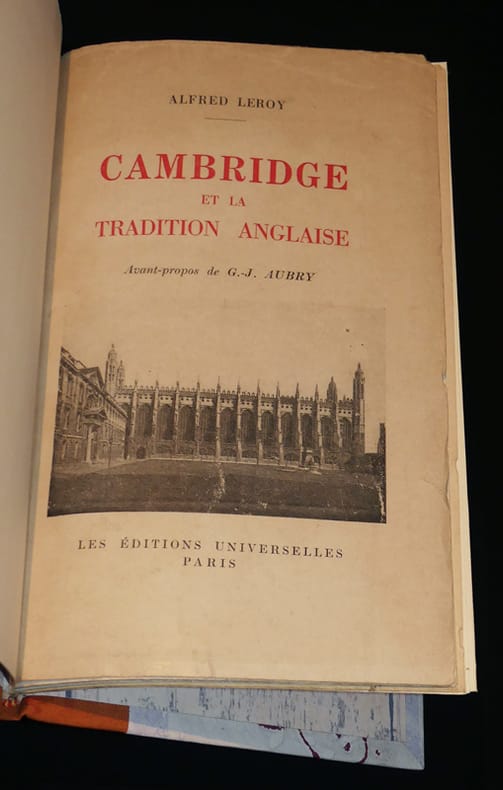 ALFRED LEROY
CAMBRIDGE
ET LA
TRADITION ANGLAISE
Avant-propos de G.-J. AUBRY
LES ÉDITIONS UNIVERSELLES
PARIS